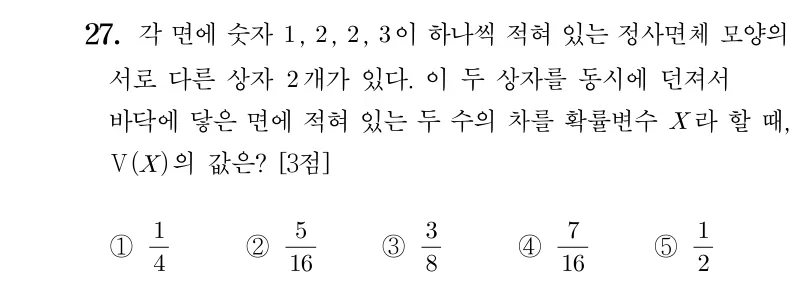 27. 각 면에 숫자 1, 2, 2, 3이 하나씩 적혀 있는 정사면체 모양의
서로 다른 상자 2개가 있다. 이 두 상자를 동시에 던져서
바닥에 닿은 면에 적혀 있는 두 수의 차를 확률변수 X라 할 때,
V(X)의 값은? [3점]
① 1/4 ② 5/16 ③ 3/8 ④ 7/16 ⑤ 1/2